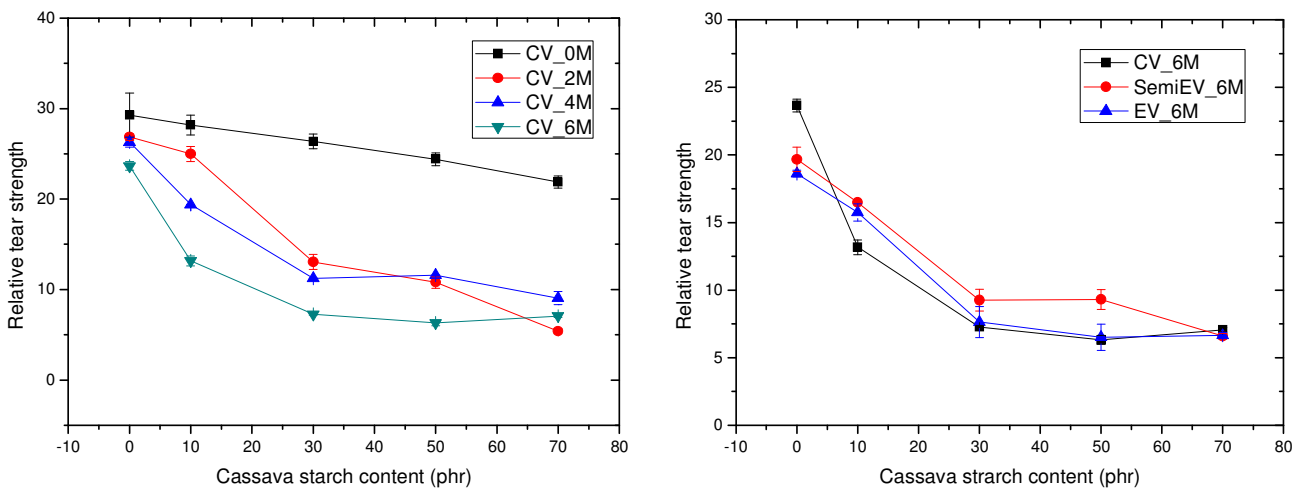 40
30
20
10
0
-10
0
10
20
30
40
50
60
70
80
Relative tear strength
Cassava starch content (phr)
CV_0M
CV_2M
CV_4M
CV_6M
30
25
20
15
10
5
0
-10
0
10
20
30
40
50
60
70
80
Relative tear strength
Cassava strarch content (phr)
CV_6M
SemiEV_6M
EV_6M